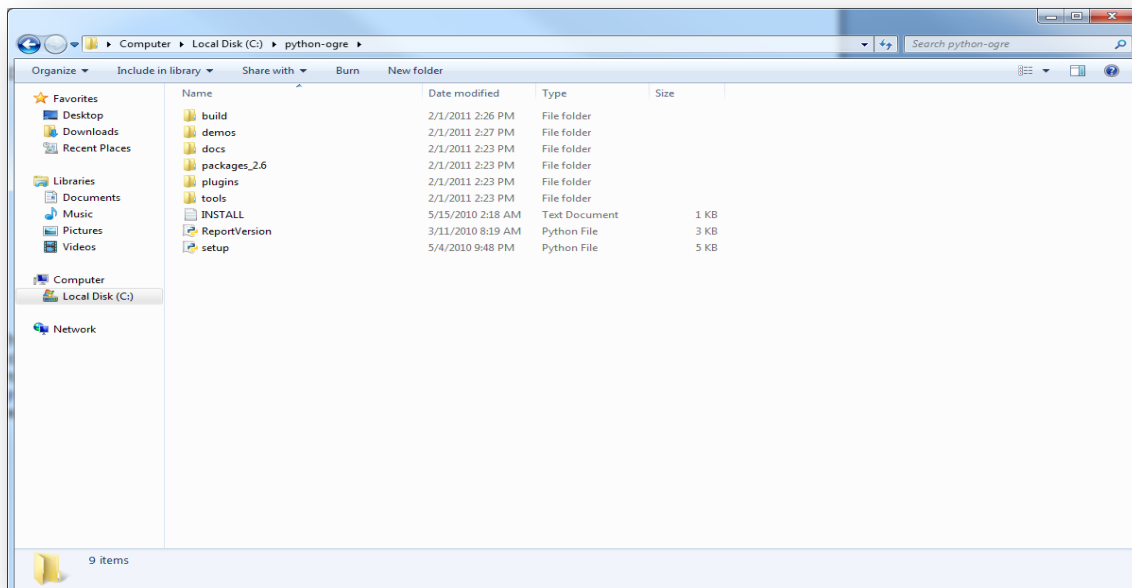 Computer Local Disk (C:) python-ogre Search python-ogre
Organize Include in library Share with Burn New folder
Favorites
Desktop
Downloads
Recent Places
Libraries
Documents
Music
Pictures
Videos
Computer
Local Disk (C:)
Network
Name Date modified Type Size
build 2/1/2011 2:26 PM File folder
demos 2/1/2011 2:27 PM File folder
docs 2/1/2011 2:23 PM File folder
packages_2.6 2/1/2011 2:23 PM File folder
plugins 2/1/2011 2:23 PM File folder
tools 2/1/2011 2:23 PM File folder
INSTALL 5/15/2010 2:18 AM Text Document 1 KB
ReportVersion 3/11/2010 8:19 AM Python File 3 KB
setup 5/4/2010 9:48 PM Python File 5 KB
9 items